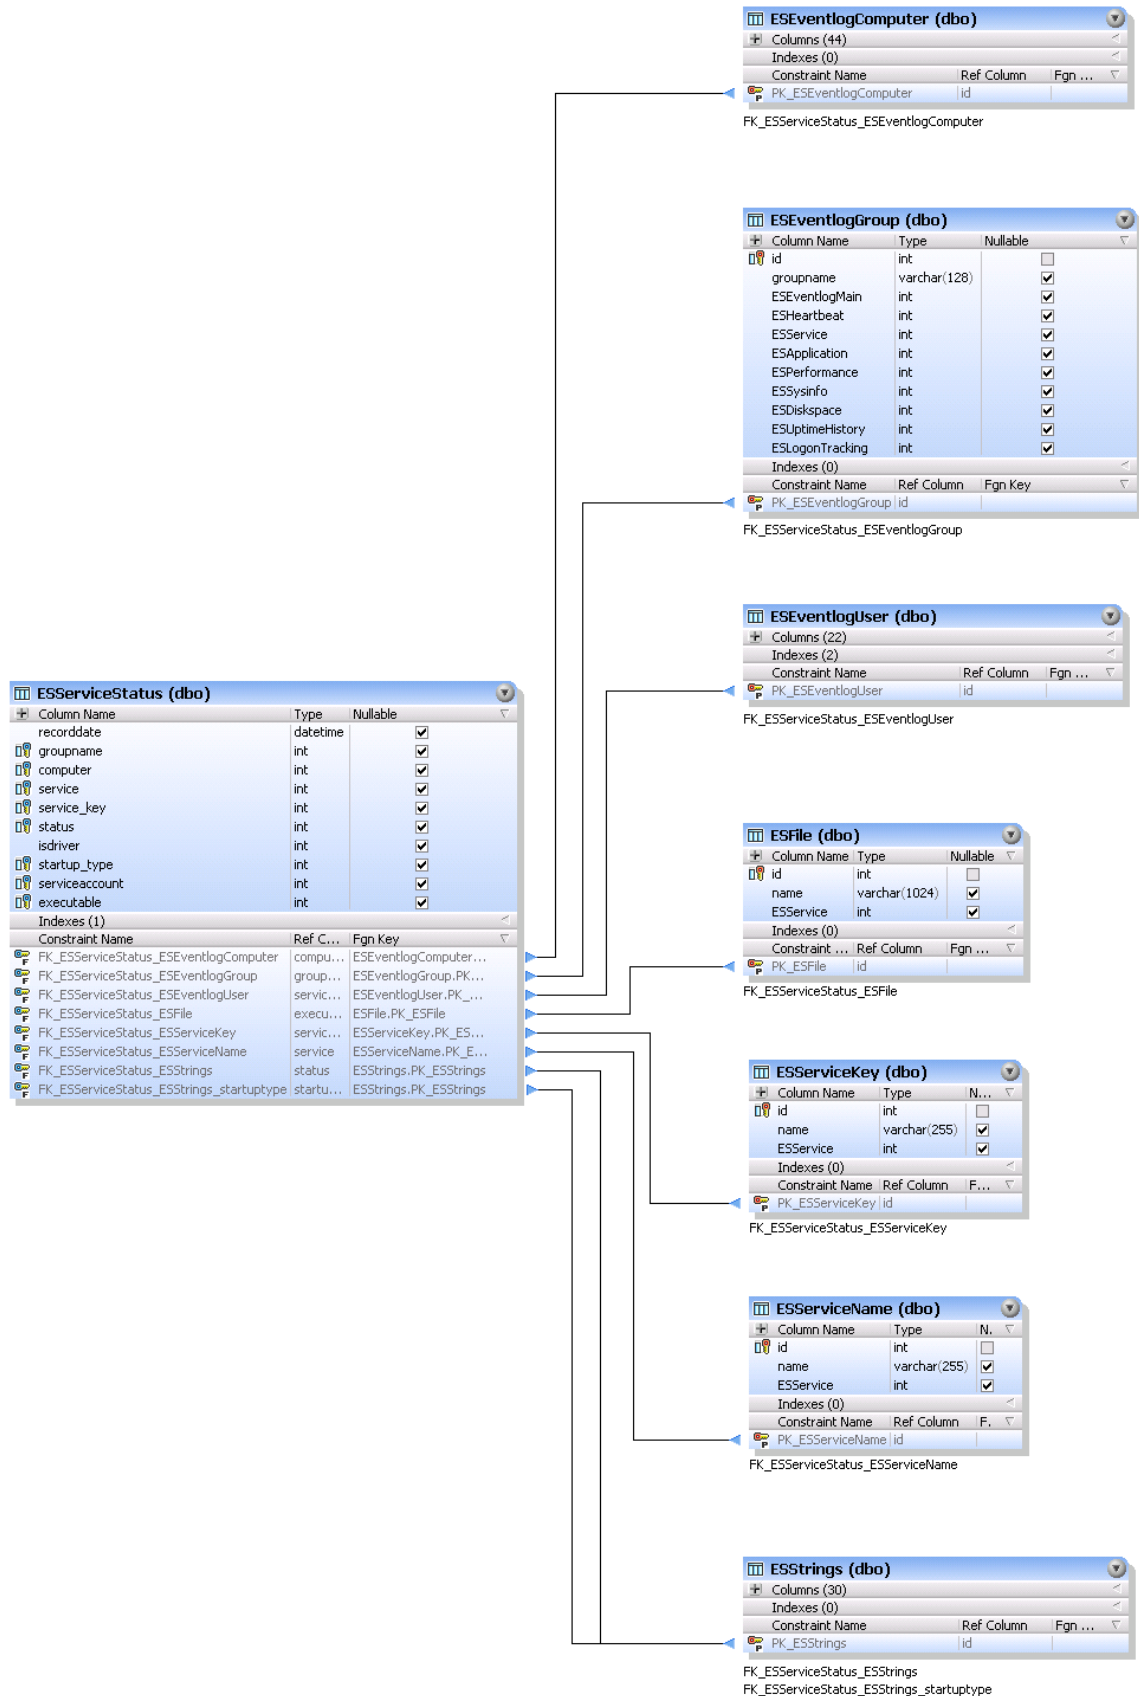 ESEventlogComputer (dbo)
Columns (44)
Indexes (0)
Constraint Name Ref Column Fgn ...
PK_ESEventlogComputer id
FK_ESServiceStatus_ESEventlogComputer
ESEventlogGroup (dbo)
Column Name Type Nullable
id int
groupname varchar(128)
ESEventlogMain int
ESHeartbeat int
ESService int
ESApplication int
ESPerformance int
ESSysinfo int
ESDiskspace int
ESUptimeHistory int
ESLogonTracking int
Indexes (0)
Constraint Name Ref Column Fgn Key
PK_ESEventlogGroup id
FK_ESServiceStatus_ESEventlogGroup
ESEventlogUser (dbo)
Columns (22)
Indexes (2)
Constraint Name Ref Column Fgn ...
PK_ESEventlogUser id
FK_ESServiceStatus_ESEventlogUser
ESServiceStatus (dbo)
Column Name Type Nullable
recorddate datetime
groupname int
computer int
service int
service_key int
status int
isdriver int
startup_type int
serviceaccount int
executable int
Indexes (1)
Constraint Name Ref C... Fgn Key
FK_ESServiceStatus_ESEventlogComputer compu... ESEventlogComputer...
FK_ESServiceStatus_ESEventlogGroup group... ESEventlogGroup.PK...
FK_ESServiceStatus_ESEventlogUser servic... ESEventlogUser.PK_...
FK_ESServiceStatus_ESFile execu... ESFile.PK_ESFile
FK_ESServiceStatus_ESServiceKey servic... ESServiceKey.PK_ES...
FK_ESServiceStatus_ESServiceName service ESServiceName.PK_E...
FK_ESServiceStatus_ESStrings status ESStrings.PK_ESStrings
FK_ESServiceStatus_ESStrings_startuptype startu... ESStrings.PK_ESStrings
ESFile (dbo)
Column Name Type Nullable
id int
name varchar(1024)
ESService int
Indexes (0)
Constraint ... Ref Column Fgn ...
PK_ESFile id
FK_ESServiceStatus_ESFile
ESServiceKey (dbo)
Column Name Type N...
id int
name varchar(255)
ESService int
Indexes (0)
Constraint Name Ref Column F...
PK_ESServiceKey id
FK_ESServiceStatus_ESServiceKey
ESServiceName (dbo)
Column Name Type N.
id int
name varchar(255)
ESService int
Indexes (0)
Constraint Name Ref Column F.
PK_ESServiceName id
FK_ESServiceStatus_ESServiceName
ESStrings (dbo)
Columns (30)
Indexes (0)
Constraint Name Ref Column Fgn ...
PK_ESStrings id
FK_ESServiceStatus_ESStrings
FK_ESServiceStatus_ESStrings_startuptype